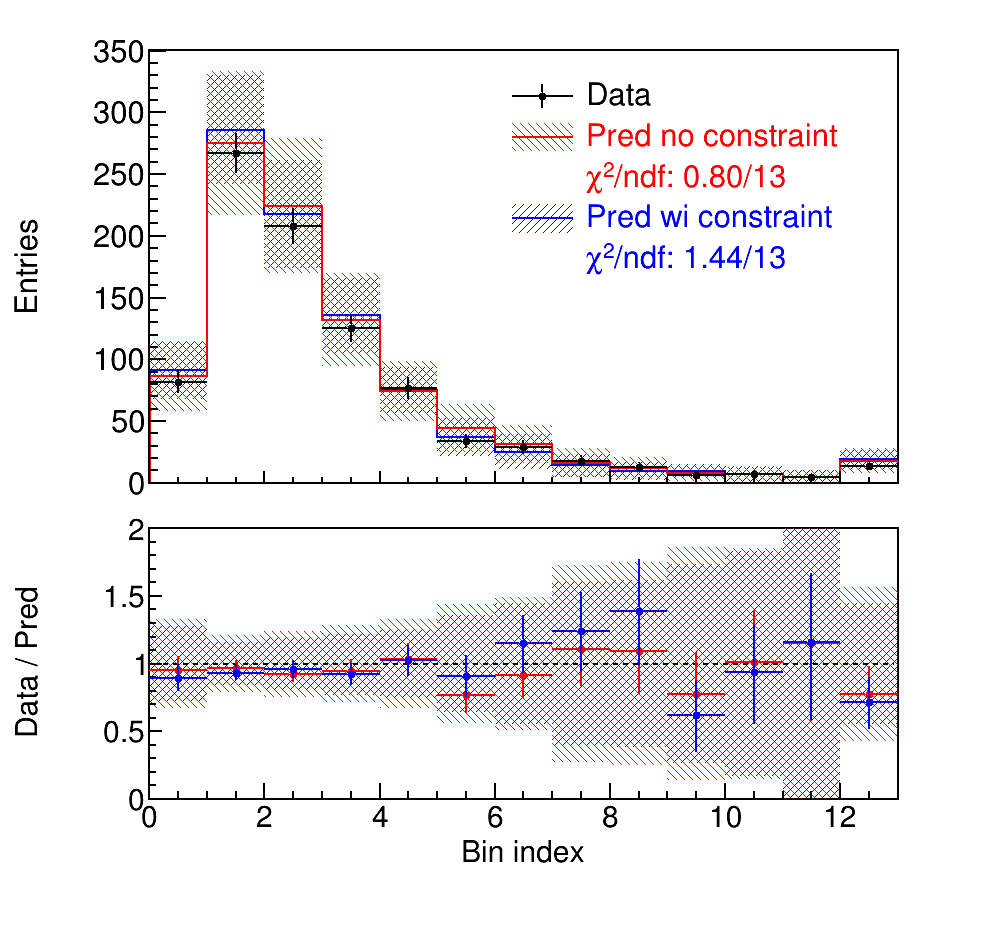 350
300
250
200
150
100
50
0
Entries
Data
Pred no constraint
χ²/ndf: 0.80/13
Pred wi constraint
χ²/ndf: 1.44/13
2
1.5
1
0.5
0
Data / Pred
0 2 4 6 8 10 12
Bin index